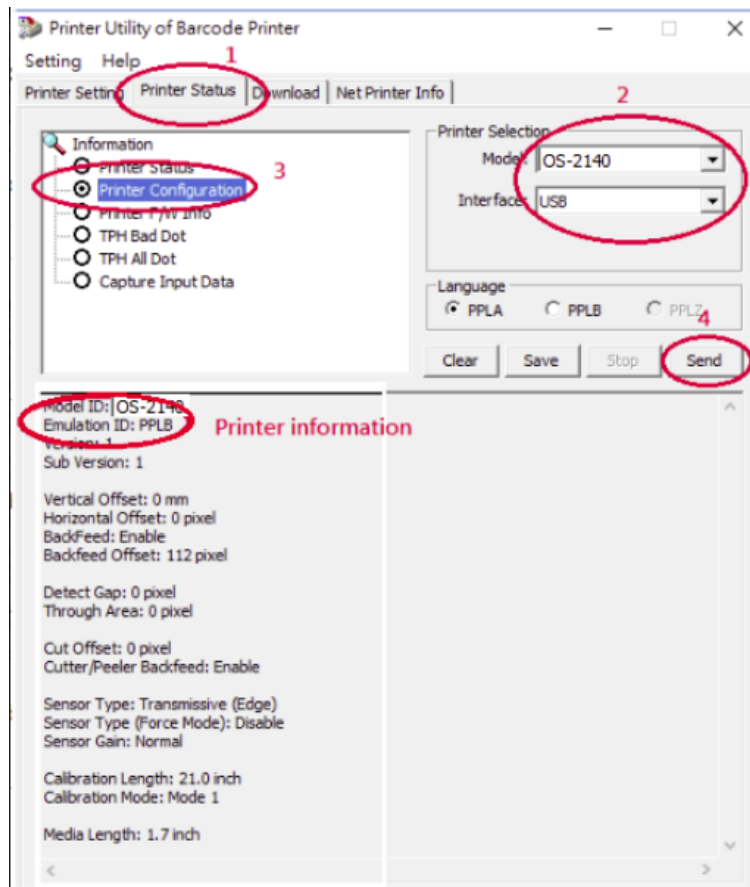 Printer Utility of Barcode Printer
Setting Help
1
Printer Setting Printer Status Download Net Printer Info
2
Information
Printer Status
Printer Configuration
3
Printer F/W Info
TPH Bad Dot
TPH All Dot
Capture Input Data
Printer Selection
Model: OS-2140
Interface: USB
Language
PPLA PPLB PPLZ
4
Clear Save Stop Send
Model ID: OS-2140
Emulation ID: PPLB
Printer information
Version: 1
Sub Version: 1
Vertical Offset: 0 mm
Horizontal Offset: 0 pixel
BackFeed: Enable
Backfeed Offset: 112 pixel
Detect Gap: 0 pixel
Through Area: 0 pixel
Cut Offset: 0 pixel
Cutter/Peeler Backfeed: Enable
Sensor Type: Transmissive (Edge)
Sensor Type (Force Mode): Disable
Sensor Gain: Normal
Calibration Length: 21.0 inch
Calibration Mode: Mode 1
Media Length: 1.7 inch